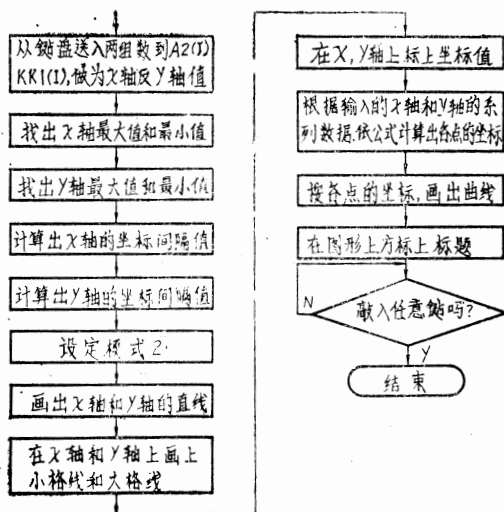 从键盘送入两组数到A2(I)
KK1(I),做为X轴反Y轴值
找出X轴最大值和最小值
找出Y轴最大值和最小值
计算出X轴的坐标间隔值
计算出Y轴的坐标间隔值
设定模式2.
画出X轴和Y轴的直线
在X轴和Y轴上画上
小格线和大格线
在X,Y轴上标上坐标值
根据输入的X轴和Y轴的系
列数据.依公式计算出各点的坐标
按各点的坐标,画出曲线
在图形上方标上标题
敲入任意键吗?
N
Y
结束